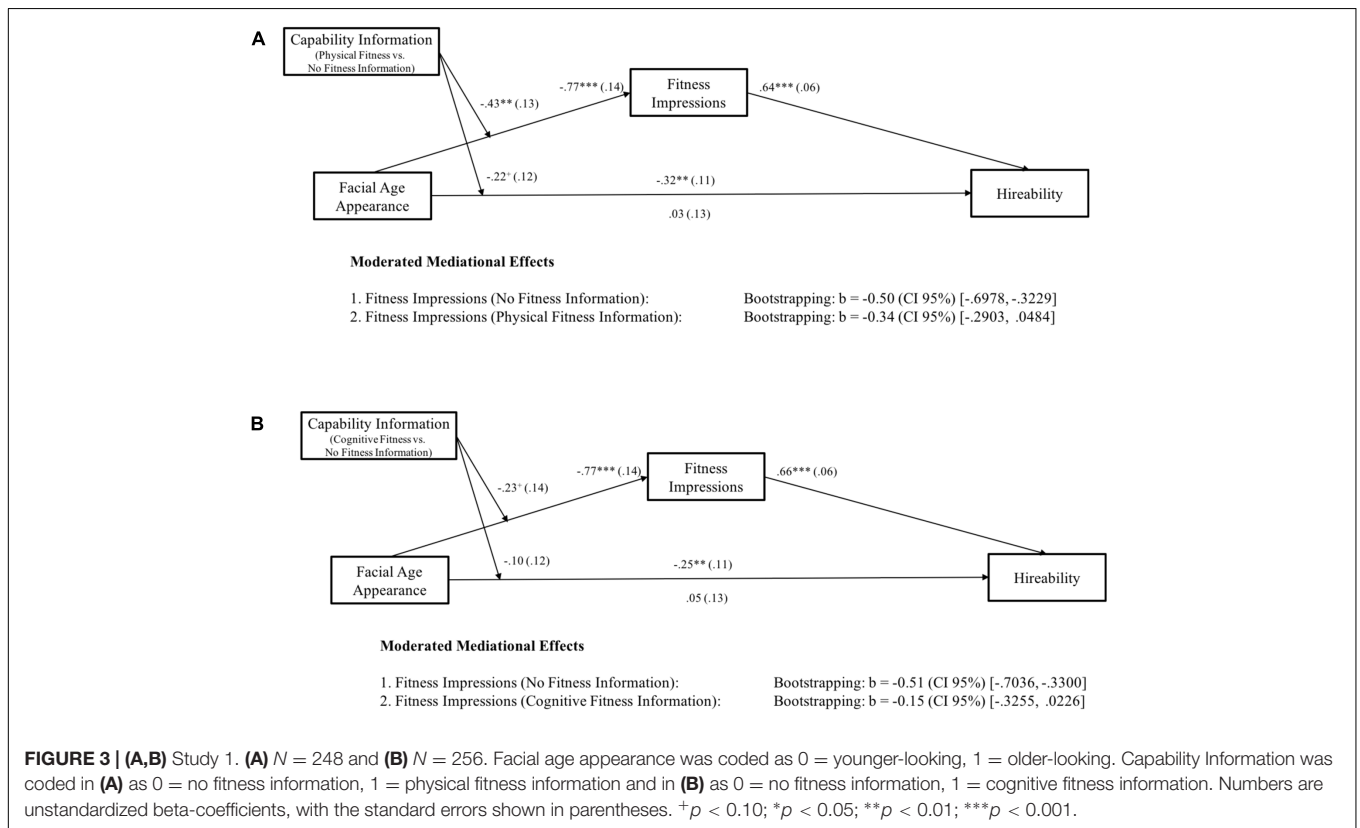 A
Capability Information
(Physical Fitness vs.
No Fitness Information)
-.77*** (.14)
Fitness
Impressions
.64*** (.06)
-.43** (.13)
-.22+ (.12)
Facial Age
Appearance
-.32** (.11)
.03 (.13)
Hireability
Moderated Mediational Effects
1. Fitness Impressions (No Fitness Information): Bootstrapping: b = -0.50 (CI 95%) [-.6978, -.3229]
2. Fitness Impressions (Physical Fitness Information): Bootstrapping: b = -0.34 (CI 95%) [-.2903, .0484]
B
Capability Information
(Cognitive Fitness vs.
No Fitness Information)
-.77*** (.14)
Fitness
Impressions
.66*** (.06)
-.23+ (.14)
-.10 (.12)
Facial Age
Appearance
-.25** (.11)
.05 (.13)
Hireability
Moderated Mediational Effects
1. Fitness Impressions (No Fitness Information): Bootstrapping: b = -0.51 (CI 95%) [-.7036, -.3300]
2. Fitness Impressions (Cognitive Fitness Information): Bootstrapping: b = -0.15 (CI 95%) [-.3255, .0226]
FIGURE 3 | (A,B) Study 1. (A) N = 248 and (B) N = 256. Facial age appearance was coded as 0 = younger-looking, 1 = older-looking. Capability Information was
coded in (A) as 0 = no fitness information, 1 = physical fitness information and in (B) as 0 = no fitness information, 1 = cognitive fitness information. Numbers are
unstandardized beta-coefficients, with the standard errors shown in parentheses. +p < 0.10; *p < 0.05; **p < 0.01; ***p < 0.001.